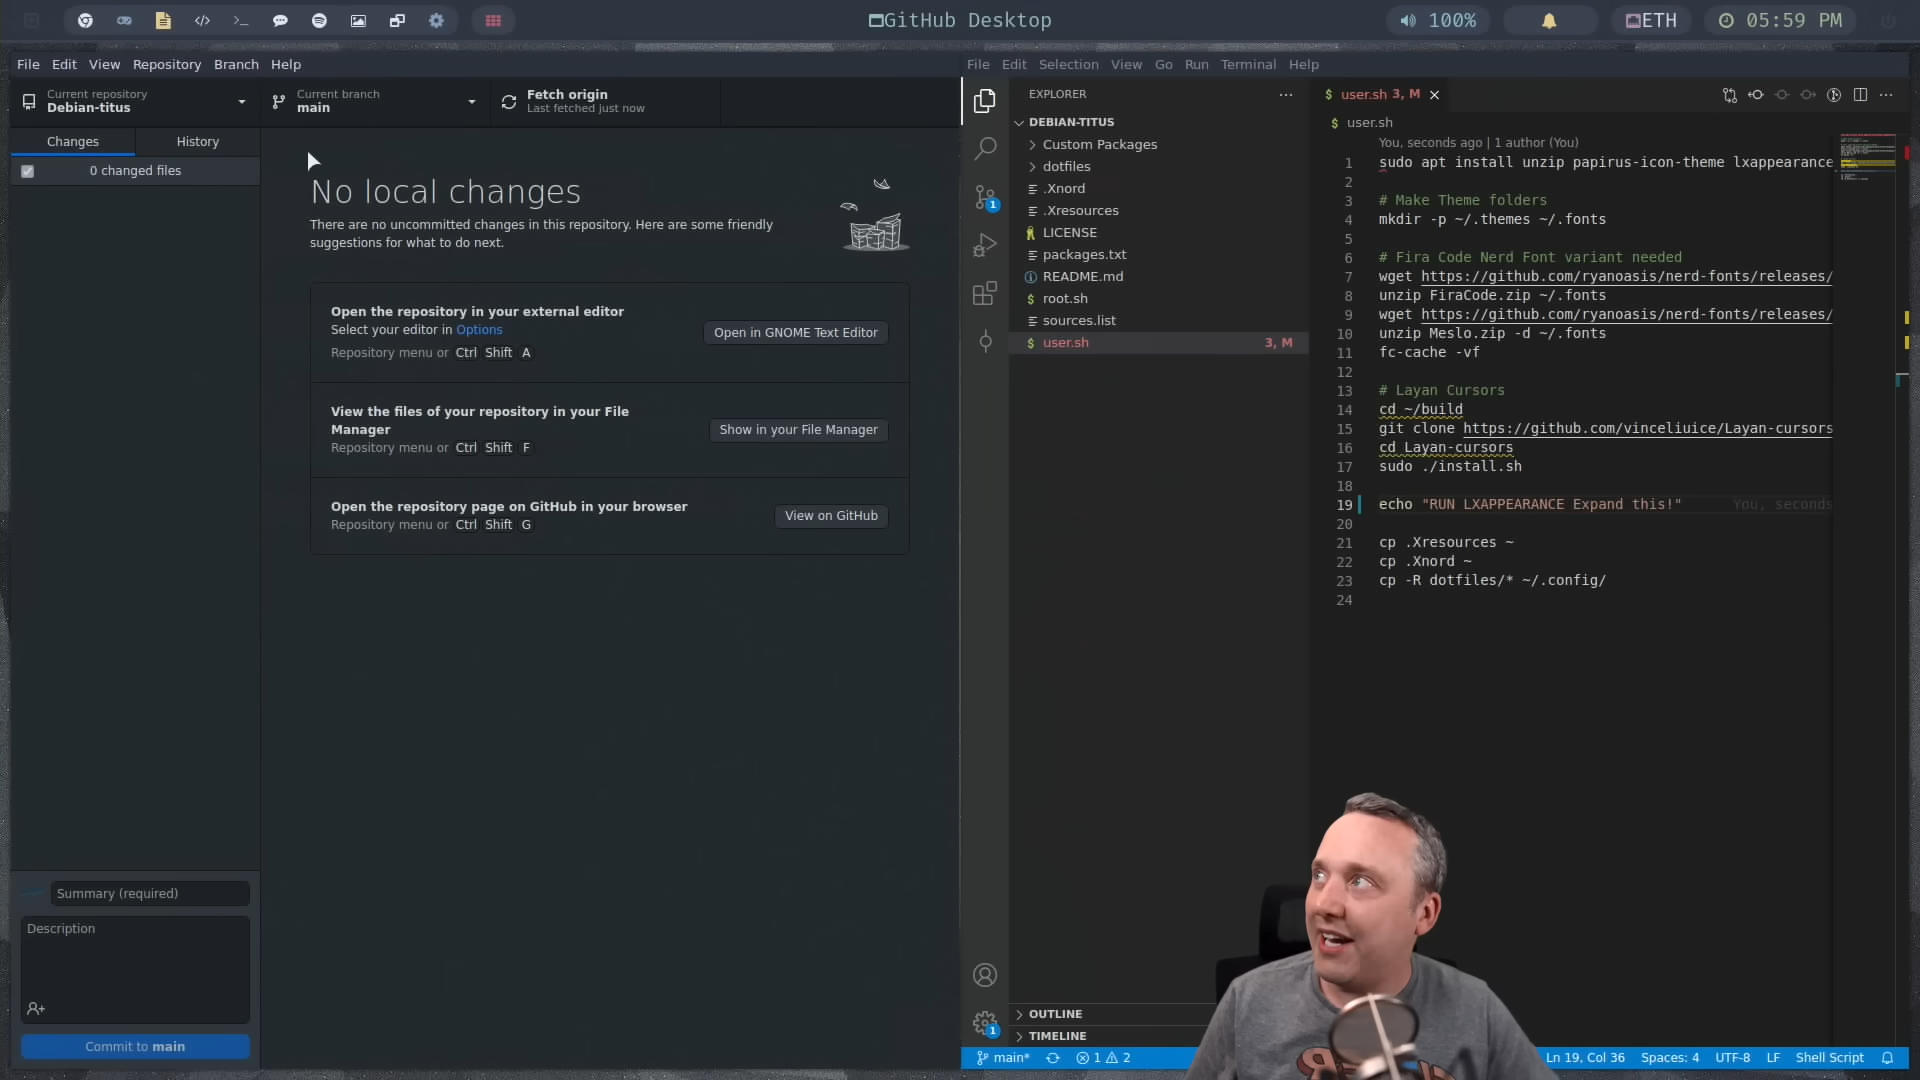 GitHub Desktop
100%
ETH
05:59 PM
File Edit View Repository Branch Help
Current repository
Debian-titus
Current branch
main
Fetch origin
Last fetched just now
Changes
History
0 changed files
No local changes
There are no uncommitted changes in this repository. Here are some friendly
suggestions for what to do next.
Open the repository in your external editor
Select your editor in Options
Repository menu or Ctrl Shift A
Open in GNOME Text Editor
View the files of your repository in your File
Manager
Repository menu or Ctrl Shift F
Show in your File Manager
Open the repository page on GitHub in your browser
Repository menu or Ctrl Shift G
View on GitHub
Summary (required)
Description
Commit to main
File Edit Selection View Go Run Terminal Help
EXPLORER
DEBIAN-TITUS
Custom Packages
dotfiles
.Xnord
.Xresources
LICENSE
packages.txt
README.md
$ root.sh
sources.list
$ user.sh 3, M
1
1
OUTLINE
TIMELINE
$ user.sh 3, M
$ user.sh
You, seconds ago | 1 author (You)
1 sudo apt install unzip papirus-icon-theme lxappearance
2
3 # Make Theme folders
4 mkdir -p ~/.themes ~/.fonts
5
6 # Fira Code Nerd Font variant needed
7 wget https://github.com/ryanoasis/nerd-fonts/releases/
8 unzip FiraCode.zip ~/.fonts
9 wget https://github.com/ryanoasis/nerd-fonts/releases/
10 unzip Meslo.zip -d ~/.fonts
11 fc-cache -vf
12
13 # Layan Cursors
14 cd ~/build
15 git clone https://github.com/vinceliuice/Layan-cursors
16 cd Layan-cursors
17 sudo ./install.sh
18
19 echo "RUN LXAPPEARANCE Expand this!" You, seconds
20
21 cp .Xresources ~
22 cp .Xnord ~
23 cp -R dotfiles/* ~/.config/
24
main* 1 2
Ln 19, Col 36 Spaces: 4 UTF-8 LF Shell Script